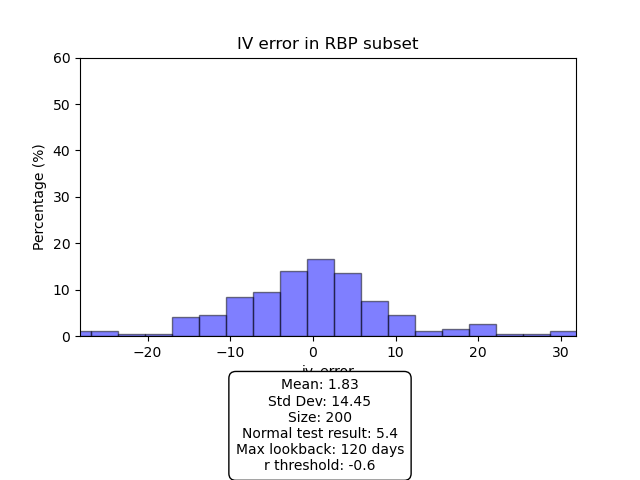 IV error in RBP subset
60
50
40
30
20
10
0
Percentage (%)
−20
−10
0
10
20
30
iv_error
Mean: 1.83
Std Dev: 14.45
Size: 200
Normal test result: 5.4
Max lookback: 120 days
r threshold: -0.6